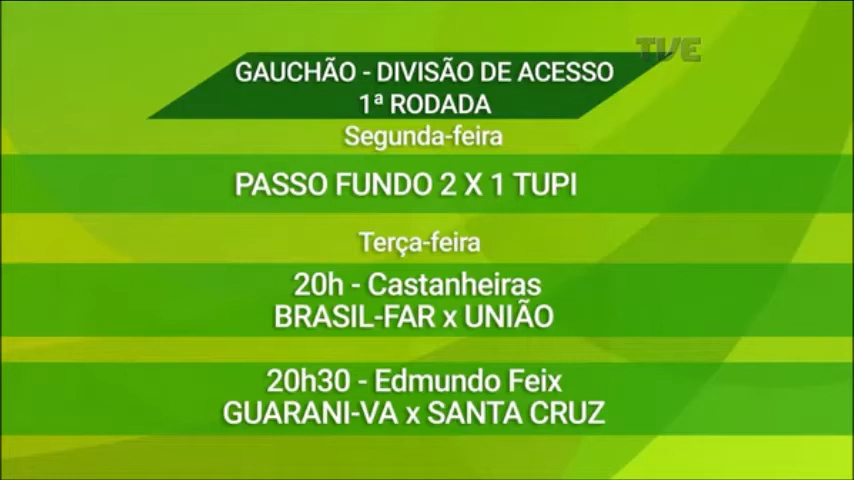 TVE
GAUCHÃO - DIVISÃO DE ACESSO
1ª RODADA
Segunda-feira
PASSO FUNDO 2 X 1 TUPI
Terça-feira
20h - Castanheiras
BRASIL-FAR x UNIÃO
20h30 - Edmundo Feix
GUARANI-VA x SANTA CRUZ